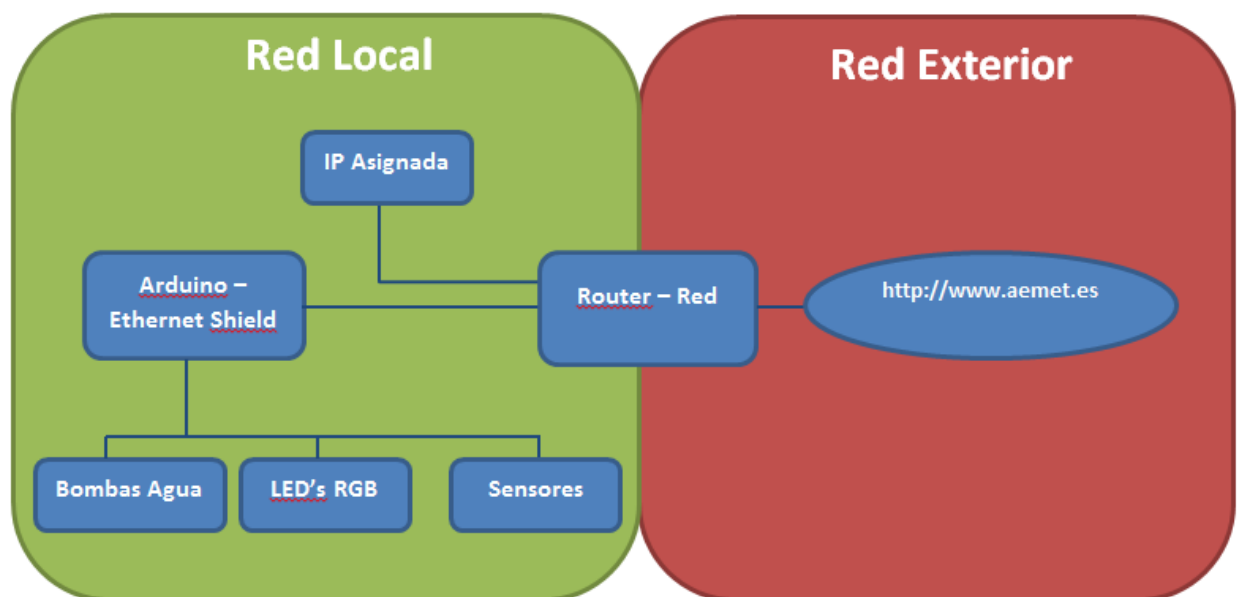 Red Local
Red Exterior
IP Asignada
Arduino –
Ethernet Shield
Router – Red
http://www.aemet.es
Bombas Agua
LED’s RGB
Sensores